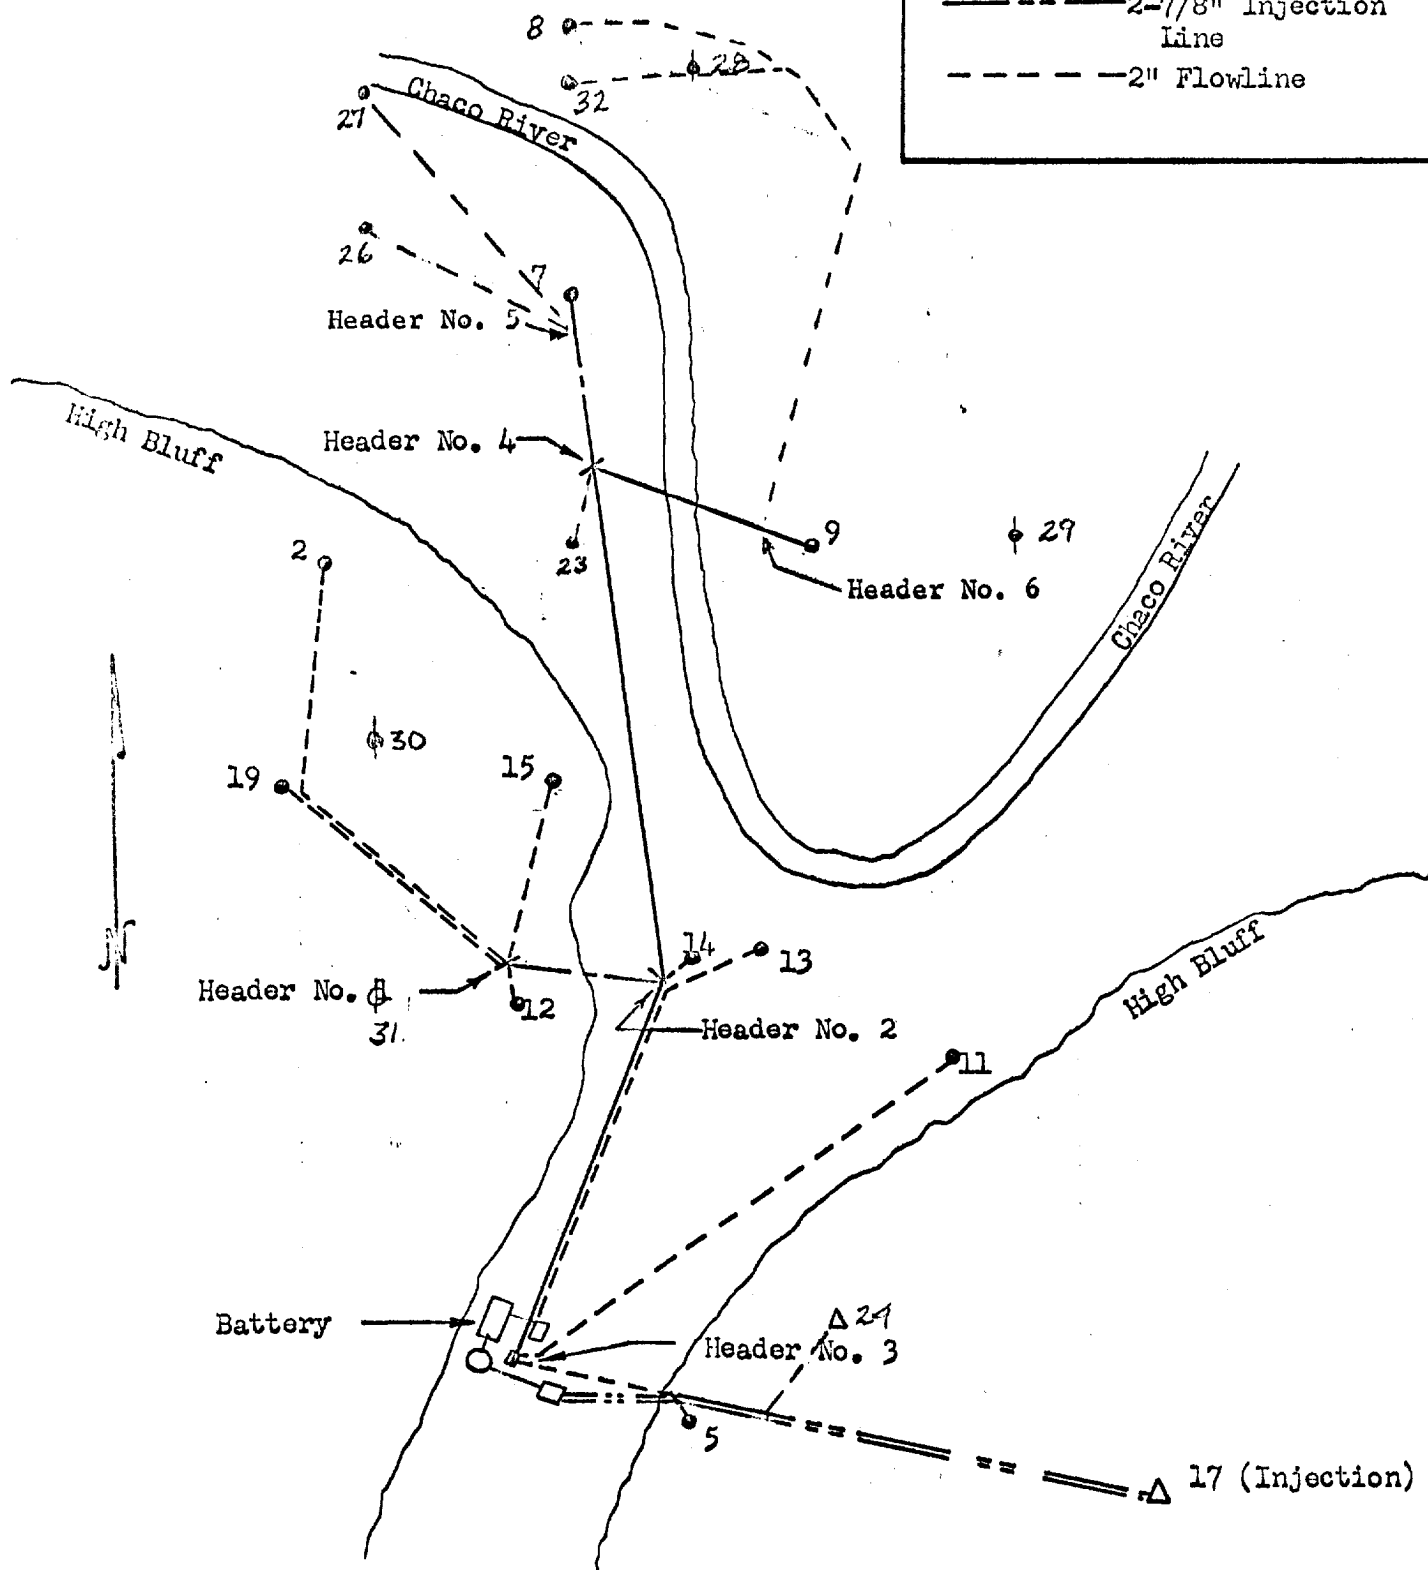 2-7/8" Injection
Line
2" Flowline
8
28
32
Chaco River
27
26
7
Header No. 5
High Bluff
Header No. 4
9
29
23
2
Header No. 6
Chaco River
30
15
19
14
13
High Bluff
Header No. 1
31.
12
Header No. 2
11
N
24
Battery
Header No. 3
5
17 (Injection)